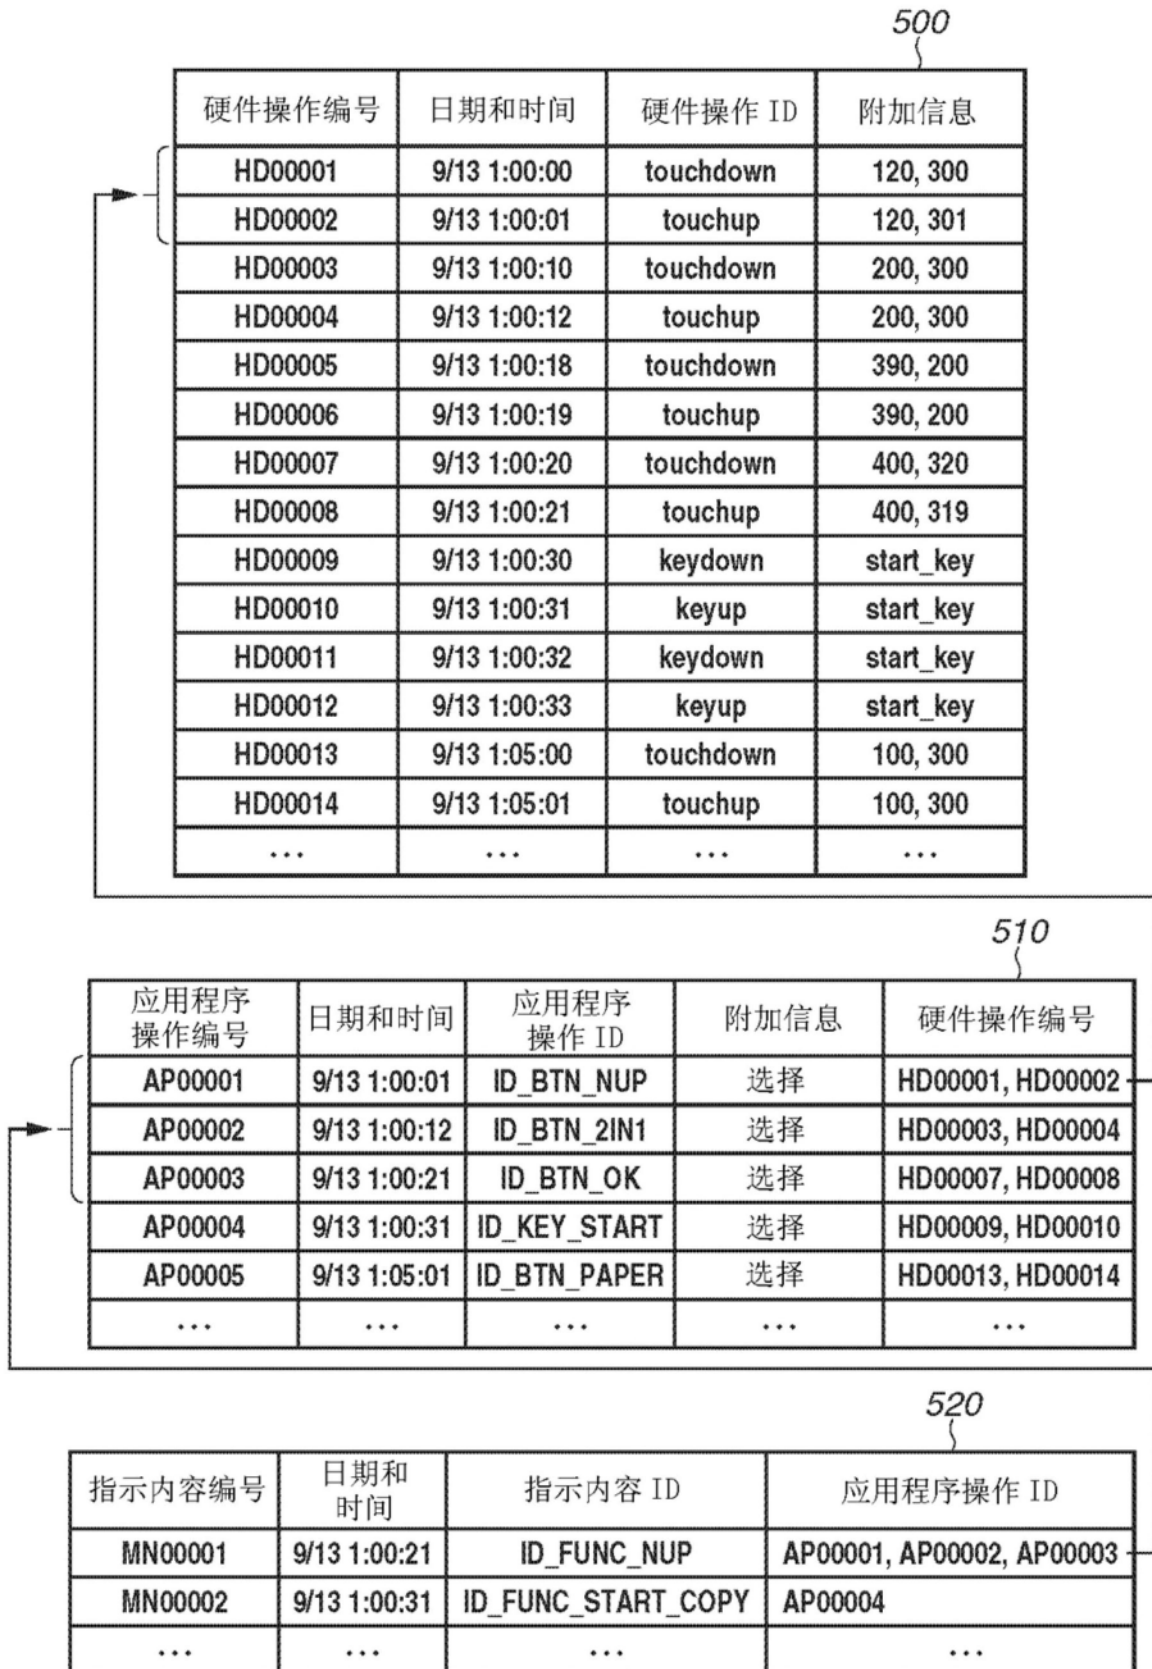 500
硬件操作编号 日期和时间 硬件操作 ID 附加信息
HD00001 9/13 1:00:00 touchdown 120, 300
HD00002 9/13 1:00:01 touchup 120, 301
HD00003 9/13 1:00:10 touchdown 200, 300
HD00004 9/13 1:00:12 touchup 200, 300
HD00005 9/13 1:00:18 touchdown 390, 200
HD00006 9/13 1:00:19 touchup 390, 200
HD00007 9/13 1:00:20 touchdown 400, 320
HD00008 9/13 1:00:21 touchup 400, 319
HD00009 9/13 1:00:30 keydown start_key
HD00010 9/13 1:00:31 keyup start_key
HD00011 9/13 1:00:32 keydown start_key
HD00012 9/13 1:00:33 keyup start_key
HD00013 9/13 1:05:00 touchdown 100, 300
HD00014 9/13 1:05:01 touchup 100, 300
... ... ... ...
510
应用程序
操作编号 日期和时间 应用程序
操作 ID 附加信息 硬件操作编号
AP00001 9/13 1:00:01 ID_BTN_NUP 选择 HD00001, HD00002
AP00002 9/13 1:00:12 ID_BTN_2IN1 选择 HD00003, HD00004
AP00003 9/13 1:00:21 ID_BTN_OK 选择 HD00007, HD00008
AP00004 9/13 1:00:31 ID_KEY_START 选择 HD00009, HD00010
AP00005 9/13 1:05:01 ID_BTN_PAPER 选择 HD00013, HD00014
... ... ... ... ...
520
指示内容编号 日期和
时间 指示内容 ID 应用程序操作 ID
MN00001 9/13 1:00:21 ID_FUNC_NUP AP00001, AP00002, AP00003
MN00002 9/13 1:00:31 ID_FUNC_START_COPY AP00004
... ... ... ...